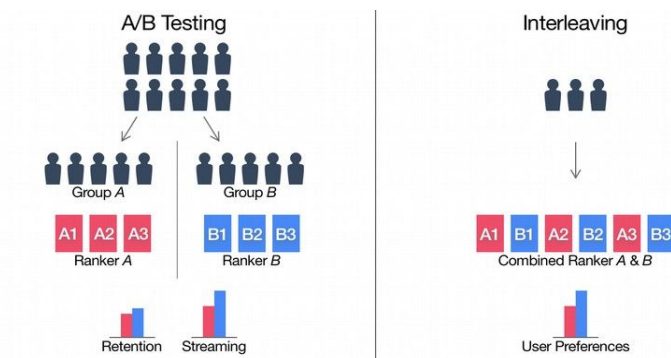 A/B Testing
Group A
Group B
A1 A2 A3
B1 B2 B3
Ranker A
Ranker B
Retention
Streaming
Interleaving
A1 B1 A2 B2 A3 B3
Combined Ranker A & B
User Preferences